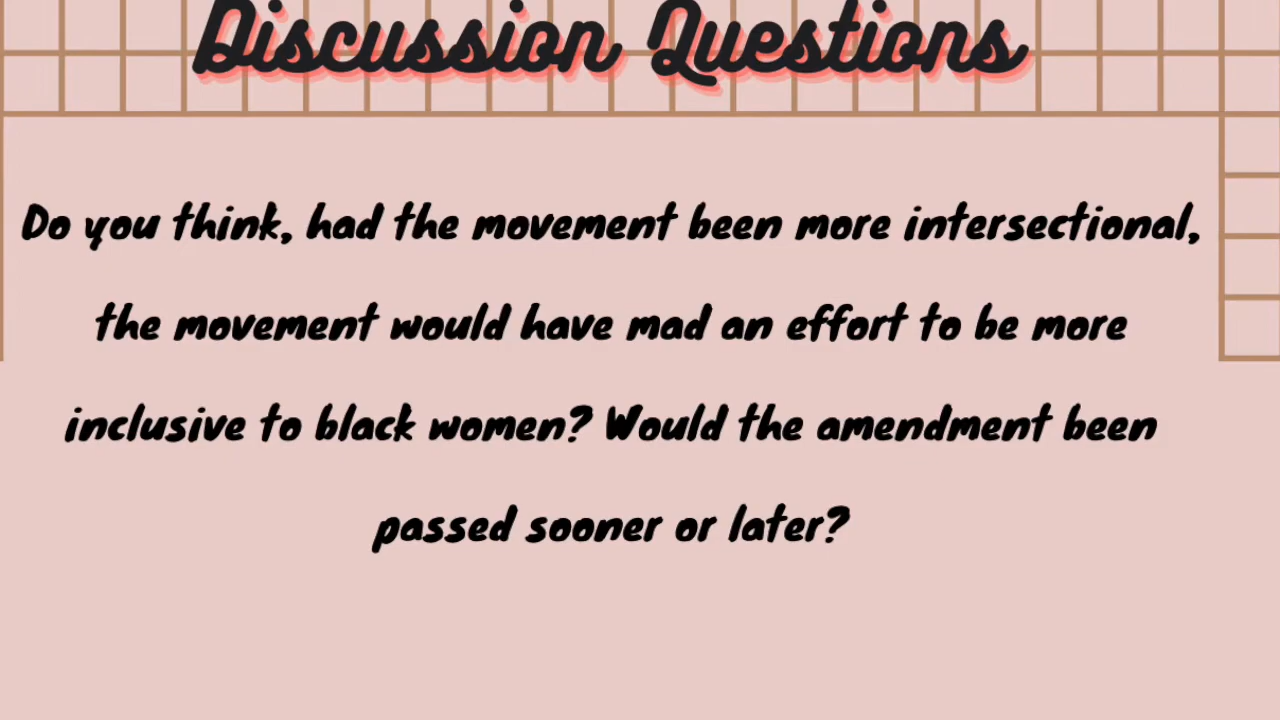 Discussion Questions
Do you think, had the movement been more intersectional,
the movement would have mad an effort to be more
inclusive to black women? Would the amendment been
passed sooner or later?